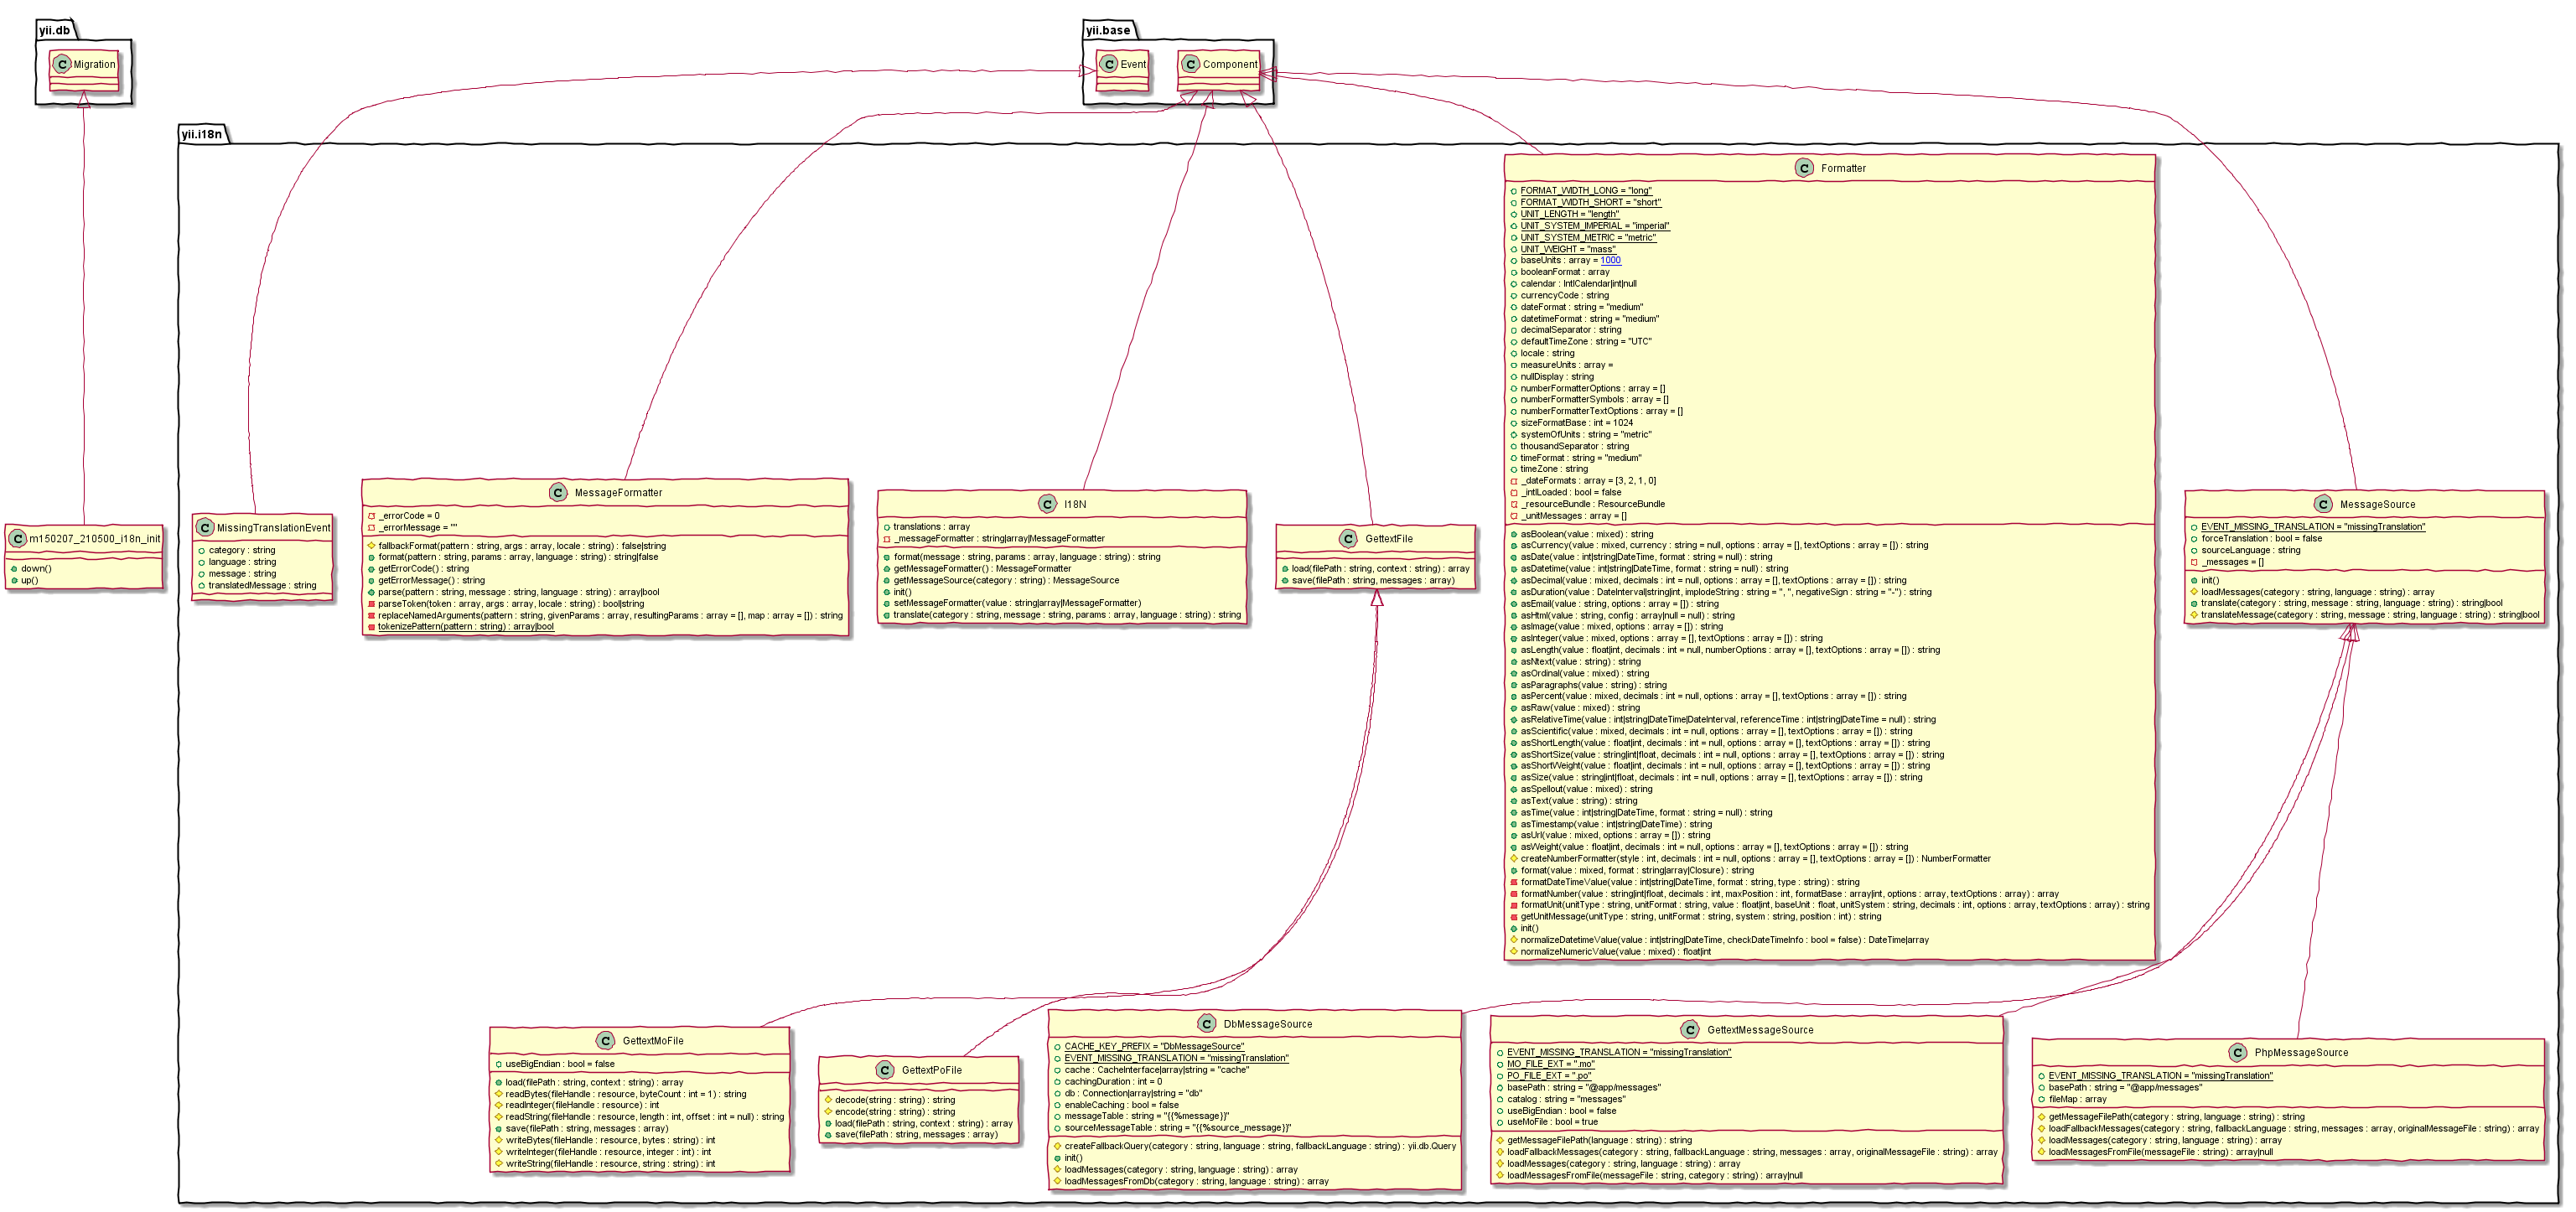 yii.db
C Migration
yii.base
C Event
C Component
yii.i18n
C m150207_210500_i18n_init
down()
up()
C MissingTranslationEvent
category : string
language : string
message : string
translatedMessage : string
C MessageFormatter
_errorCode = 0
_errorMessage = ""
fallbackFormat(pattern : string, args : array, locale : string) : false|string
format(pattern : string, params : array, language : string) : string|false
getErrorCode() : string
getErrorMessage() : string
parse(pattern : string, message : string, language : string) : array|bool
parseToken(token : array, args : array, locale : string) : bool|string
replaceNamedArguments(pattern : string, givenParams : array, resultingParams : array = [], map : array = []) : string
tokenizePattern(pattern : string) : array|bool
C I18N
translations : array
_messageFormatter : string|array|MessageFormatter
format(message : string, params : array, language : string) : string
getMessageFormatter() : MessageFormatter
getMessageSource(category : string) : MessageSource
init()
setMessageFormatter(value : string|array|MessageFormatter)
translate(category : string, message : string, params : array, language : string) : string
C GettextFile
load(filePath : string, context : string) : array
save(filePath : string, messages : array)
C Formatter
FORMAT_WIDTH_LONG = "long"
FORMAT_WIDTH_SHORT = "short"
UNIT_LENGTH = "length"
UNIT_SYSTEM_IMPERIAL = "imperial"
UNIT_SYSTEM_METRIC = "metric"
UNIT_WEIGHT = "mass"
baseUnits : array = 1000
booleanFormat : array
calendar : IntlCalendar|int|null
currencyCode : string
dateFormat : string = "medium"
datetimeFormat : string = "medium"
decimalSeparator : string
defaultTimeZone : string = "UTC"
locale : string
measureUnits : array =
nullDisplay : string
numberFormatterOptions : array = []
numberFormatterSymbols : array = []
numberFormatterTextOptions : array = []
sizeFormatBase : int = 1024
systemOfUnits : string = "metric"
thousandSeparator : string
timeFormat : string = "medium"
timeZone : string
_dateFormats : array = [3, 2, 1, 0]
_intlLoaded : bool = false
_resourceBundle : ResourceBundle
_unitMessages : array = []
asBoolean(value : mixed) : string
asCurrency(value : mixed, currency : string = null, options : array = [], textOptions : array = []) : string
asDate(value : int|string|DateTime, format : string = null) : string
asDatetime(value : int|string|DateTime, format : string = null) : string
asDecimal(value : mixed, decimals : int = null, options : array = [], textOptions : array = []) : string
asDuration(value : DateInterval|string|int, implodeString : string = ", ", negativeSign : string = "-") : string
asEmail(value : string, options : array = []) : string
asHtml(value : string, config : array|null = null) : string
asImage(value : mixed, options : array = []) : string
asInteger(value : mixed, options : array = [], textOptions : array = []) : string
asLength(value : float|int, decimals : int = null, numberOptions : array = [], textOptions : array = []) : string
asNtext(value : string) : string
asOrdinal(value : mixed) : string
asParagraphs(value : string) : string
asPercent(value : mixed, decimals : int = null, options : array = [], textOptions : array = []) : string
asRaw(value : mixed) : string
asRelativeTime(value : int|string|DateTime|DateInterval, referenceTime : int|string|DateTime = null) : string
asScientific(value : mixed, decimals : int = null, options : array = [], textOptions : array = []) : string
asShortLength(value : float|int, decimals : int = null, options : array = [], textOptions : array = []) : string
asShortSize(value : string|int|float, decimals : int = null, options : array = [], textOptions : array = []) : string
asShortWeight(value : float|int, decimals : int = null, options : array = [], textOptions : array = []) : string
asSize(value : string|int|float, decimals : int = null, options : array = [], textOptions : array = []) : string
asSpellout(value : mixed) : string
asText(value : string) : string
asTime(value : int|string|DateTime, format : string = null) : string
asTimestamp(value : int|string|DateTime) : string
asUrl(value : mixed, options : array = []) : string
asWeight(value : float|int, decimals : int = null, options : array = [], textOptions : array = []) : string
createNumberFormatter(style : int, decimals : int = null, options : array = [], textOptions : array = []) : NumberFormatter
format(value : mixed, format : string|array|Closure) : string
formatDateTimeValue(value : int|string|DateTime, format : string, type : string) : string
formatNumber(value : string|int|float, decimals : int, maxPosition : int, formatBase : array|int, options : array, textOptions : array) : array
formatUnit(unitType : string, unitFormat : string, value : float|int, baseUnit : float, unitSystem : string, decimals : int, options : array, textOptions : array) : string
getUnitMessage(unitType : string, unitFormat : string, system : string, position : int) : string
init()
normalizeDatetimeValue(value : int|string|DateTime, checkDateTimeInfo : bool = false) : DateTime|array
normalizeNumericValue(value : mixed) : float|int
C MessageSource
EVENT_MISSING_TRANSLATION = "missingTranslation"
forceTranslation : bool = false
sourceLanguage : string
_messages = []
init()
loadMessages(category : string, language : string) : array
translate(category : string, message : string, language : string) : string|bool
translateMessage(category : string, message : string, language : string) : string|bool
C GettextMoFile
useBigEndian : bool = false
load(filePath : string, context : string) : array
readBytes(fileHandle : resource, byteCount : int = 1) : string
readInteger(fileHandle : resource) : int
readString(fileHandle : resource, length : int, offset : int = null) : string
save(filePath : string, messages : array)
writeBytes(fileHandle : resource, bytes : string) : int
writeInteger(fileHandle : resource, integer : int) : int
writeString(fileHandle : resource, string : string) : int
C GettextPoFile
decode(string : string) : string
encode(string : string) : string
load(filePath : string, context : string) : array
save(filePath : string, messages : array)
C DbMessageSource
CACHE_KEY_PREFIX = "DbMessageSource"
EVENT_MISSING_TRANSLATION = "missingTranslation"
cache : CacheInterface|array|string = "cache"
cachingDuration : int = 0
db : Connection|array|string = "db"
enableCaching : bool = false
messageTable : string = "{{%message}}"
sourceMessageTable : string = "{{%source_message}}"
createFallbackQuery(category : string, language : string, fallbackLanguage : string) : yii.db.Query
init()
loadMessages(category : string, language : string) : array
loadMessagesFromDb(category : string, language : string) : array
C GettextMessageSource
EVENT_MISSING_TRANSLATION = "missingTranslation"
MO_FILE_EXT = ".mo"
PO_FILE_EXT = ".po"
basePath : string = "@app/messages"
catalog : string = "messages"
useBigEndian : bool = false
useMoFile : bool = true
getMessageFilePath(language : string) : string
loadFallbackMessages(category : string, fallbackLanguage : string, messages : array, originalMessageFile : string) : array
loadMessages(category : string, language : string) : array
loadMessagesFromFile(messageFile : string, category : string) : array|null
C PhpMessageSource
EVENT_MISSING_TRANSLATION = "missingTranslation"
basePath : string = "@app/messages"
fileMap : array
getMessageFilePath(category : string, language : string) : string
loadFallbackMessages(category : string, fallbackLanguage : string, messages : array, originalMessageFile : string) : array
loadMessages(category : string, language : string) : array
loadMessagesFromFile(messageFile : string) : array|null